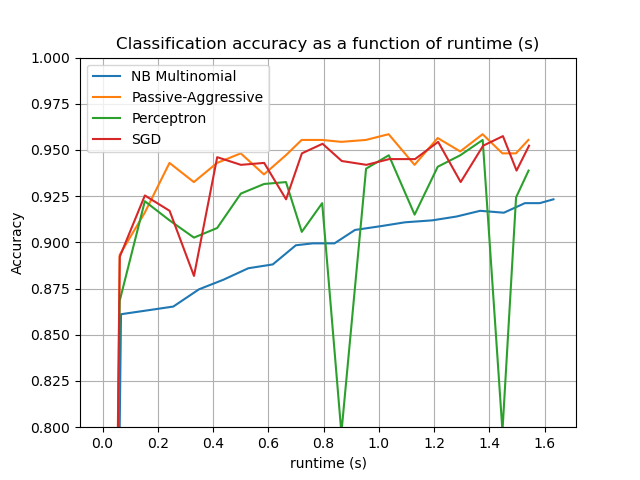 Classification accuracy as a function of runtime (s)
NB Multinomial
Passive-Aggressive
Perceptron
SGD
1.000
0.975
0.950
0.925
0.900
0.875
0.850
0.825
0.800
Accuracy
0.0 0.2 0.4 0.6 0.8 1.0 1.2 1.4 1.6
runtime (s)